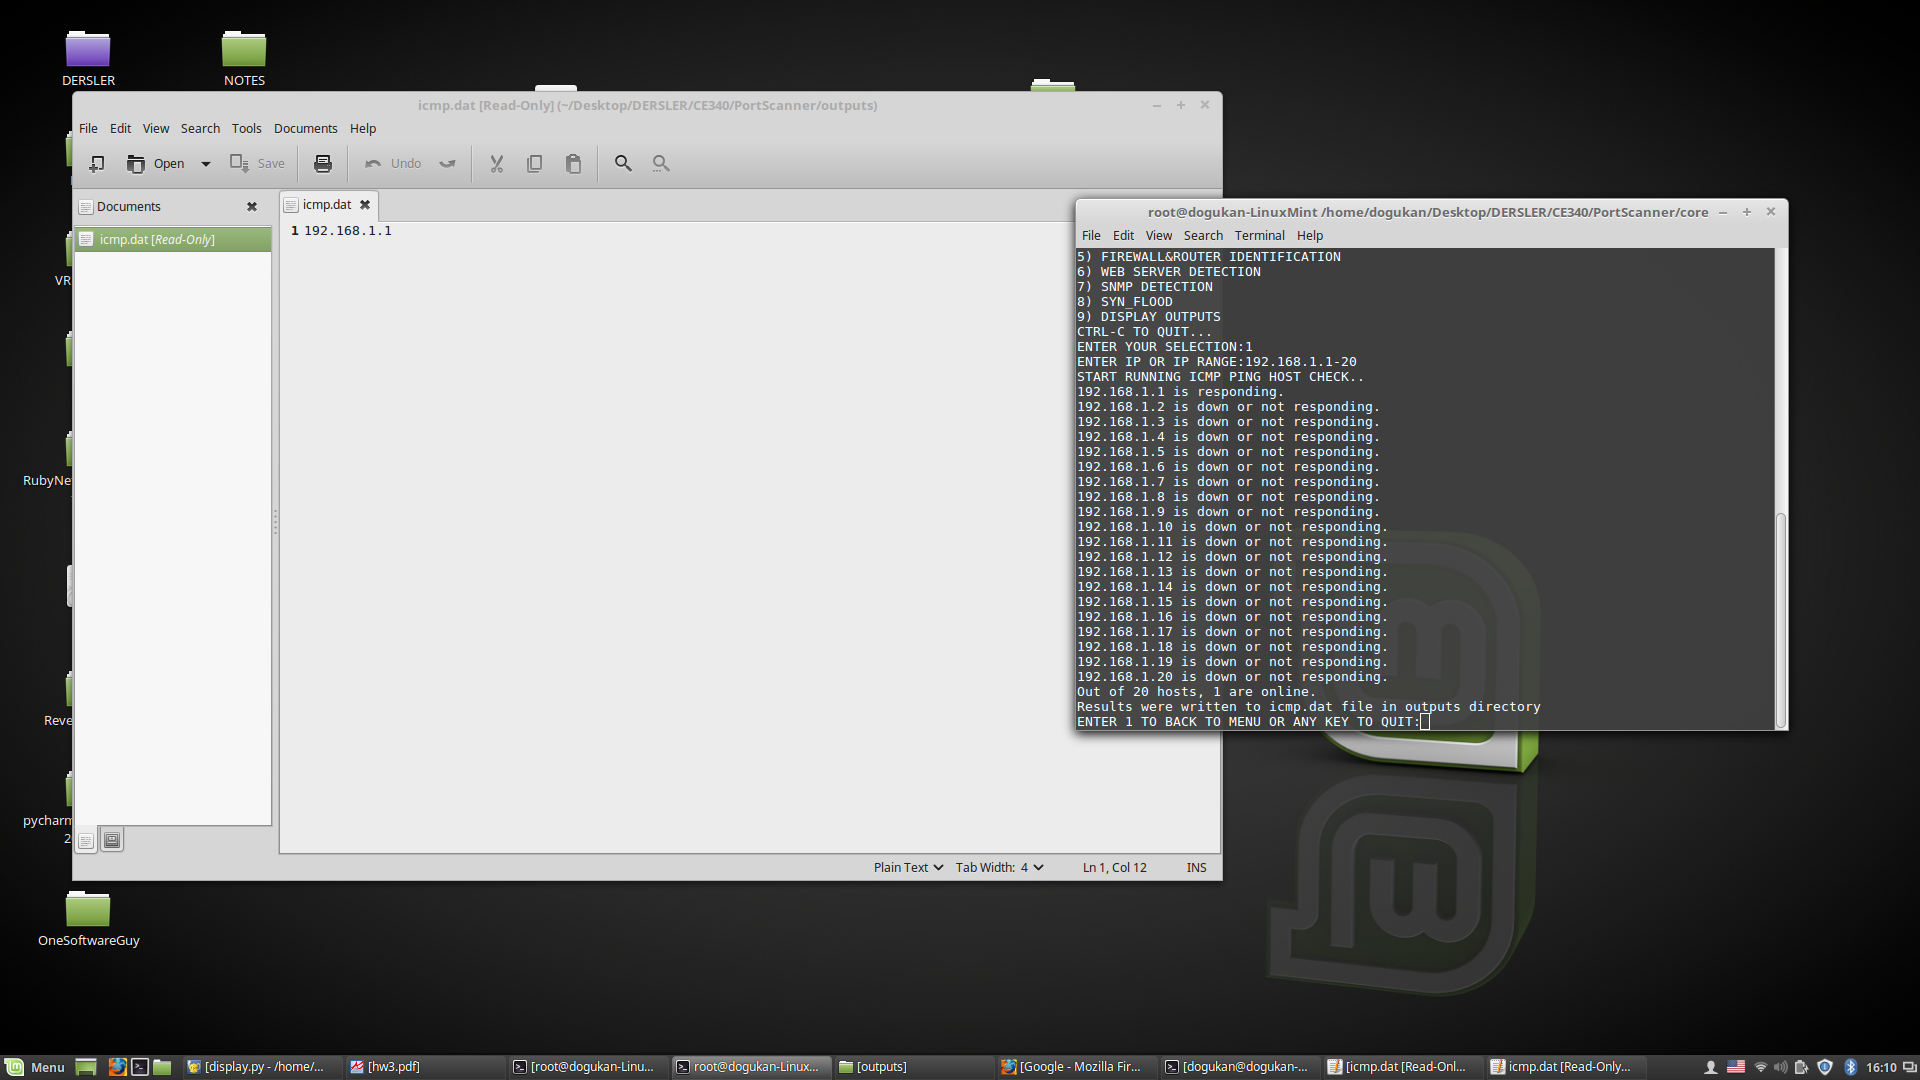 DERSLER
NOTES
icmp.dat [Read-Only] (~/Desktop/DERSLER/CE340/PortScanner/outputs)
File Edit View Search Tools Documents Help
Open Save Undo
Documents
icmp.dat
icmp.dat [Read-Only]
1 192.168.1.1
VR
RubyNe
Reve
pycharm
2
OneSoftwareGuy
Plain Text Tab Width: 4 Ln 1, Col 12 INS
root@dogukan-LinuxMint /home/dogukan/Desktop/DERSLER/CE340/PortScanner/core
File Edit View Search Terminal Help
5) FIREWALL&ROUTER IDENTIFICATION
6) WEB SERVER DETECTION
7) SNMP DETECTION
8) SYN_FLOOD
9) DISPLAY OUTPUTS
CTRL-C TO QUIT...
ENTER YOUR SELECTION:1
ENTER IP OR IP RANGE:192.168.1.1-20
START RUNNING ICMP PING HOST CHECK..
192.168.1.1 is responding.
192.168.1.2 is down or not responding.
192.168.1.3 is down or not responding.
192.168.1.4 is down or not responding.
192.168.1.5 is down or not responding.
192.168.1.6 is down or not responding.
192.168.1.7 is down or not responding.
192.168.1.8 is down or not responding.
192.168.1.9 is down or not responding.
192.168.1.10 is down or not responding.
192.168.1.11 is down or not responding.
192.168.1.12 is down or not responding.
192.168.1.13 is down or not responding.
192.168.1.14 is down or not responding.
192.168.1.15 is down or not responding.
192.168.1.16 is down or not responding.
192.168.1.17 is down or not responding.
192.168.1.18 is down or not responding.
192.168.1.19 is down or not responding.
192.168.1.20 is down or not responding.
Out of 20 hosts, 1 are online.
Results were written to icmp.dat file in outputs directory
ENTER 1 TO BACK TO MENU OR ANY KEY TO QUIT:
Menu [display.py - /home/... [hw3.pdf] [root@dogukan-Linu... root@dogukan-Linux... [outputs] [Google - Mozilla Fir... [dogukan@dogukan-... [icmp.dat [Read-Onl... icmp.dat [Read-Only... 16:10